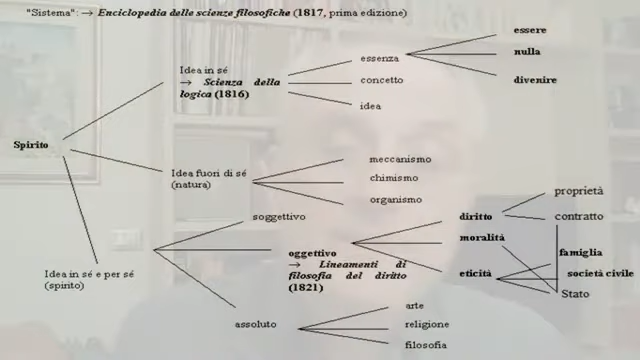 "Sistema": → Enciclopedia delle scienze filosofiche (1817, prima edizione)
essere
nulla
divenire
essenza
concetto
idea
Idea in sé
→ Scienza della
logica (1816)
Spirito
Idea fuori di sé
(natura)
meccanismo
chimismo
organismo
soggettivo
oggettivo
→ Lineamenti di
filosofia del diritto
(1821)
diritto
moralità
eticità
proprietà
contratto
famiglia
società civile
Stato
Idea in sé e per sé
(spirito)
assoluto
arte
religione
filosofia